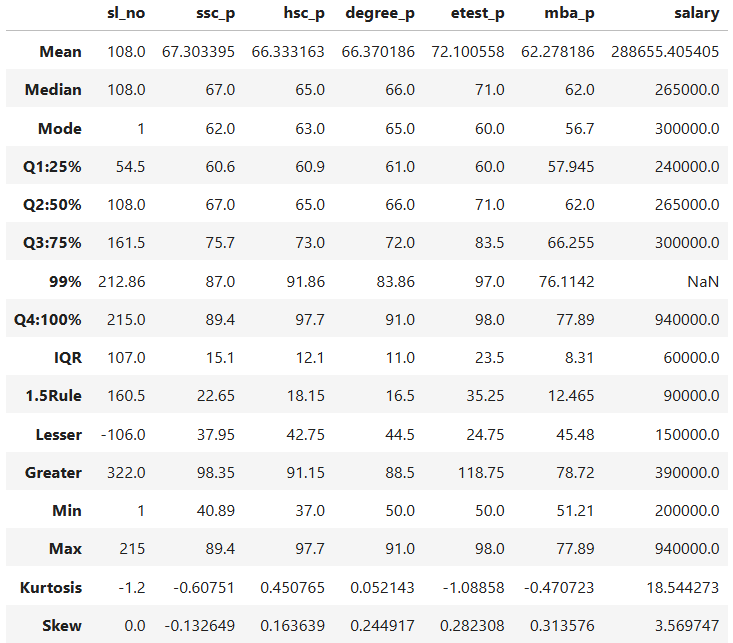 sl_no ssc_p hsc_p degree_p etest_p mba_p salary
Mean 108.0 67.303395 66.333163 66.370186 72.100558 62.278186 288655.405405
Median 108.0 67.0 65.0 66.0 71.0 62.0 265000.0
Mode 1 62.0 63.0 65.0 60.0 56.7 300000.0
Q1:25% 54.5 60.6 60.9 61.0 60.0 57.945 240000.0
Q2:50% 108.0 67.0 65.0 66.0 71.0 62.0 265000.0
Q3:75% 161.5 75.7 73.0 72.0 83.5 66.255 300000.0
99% 212.86 87.0 91.86 83.86 97.0 76.1142 NaN
Q4:100% 215.0 89.4 97.7 91.0 98.0 77.89 940000.0
IQR 107.0 15.1 12.1 11.0 23.5 8.31 60000.0
1.5Rule 160.5 22.65 18.15 16.5 35.25 12.465 90000.0
Lesser -106.0 37.95 42.75 44.5 24.75 45.48 150000.0
Greater 322.0 98.35 91.15 88.5 118.75 78.72 390000.0
Min 1 40.89 37.0 50.0 50.0 51.21 200000.0
Max 215 89.4 97.7 91.0 98.0 77.89 940000.0
Kurtosis -1.2 -0.60751 0.450765 0.052143 -1.08858 -0.470723 18.544273
Skew 0.0 -0.132649 0.163639 0.244917 0.282308 0.313576 3.569747